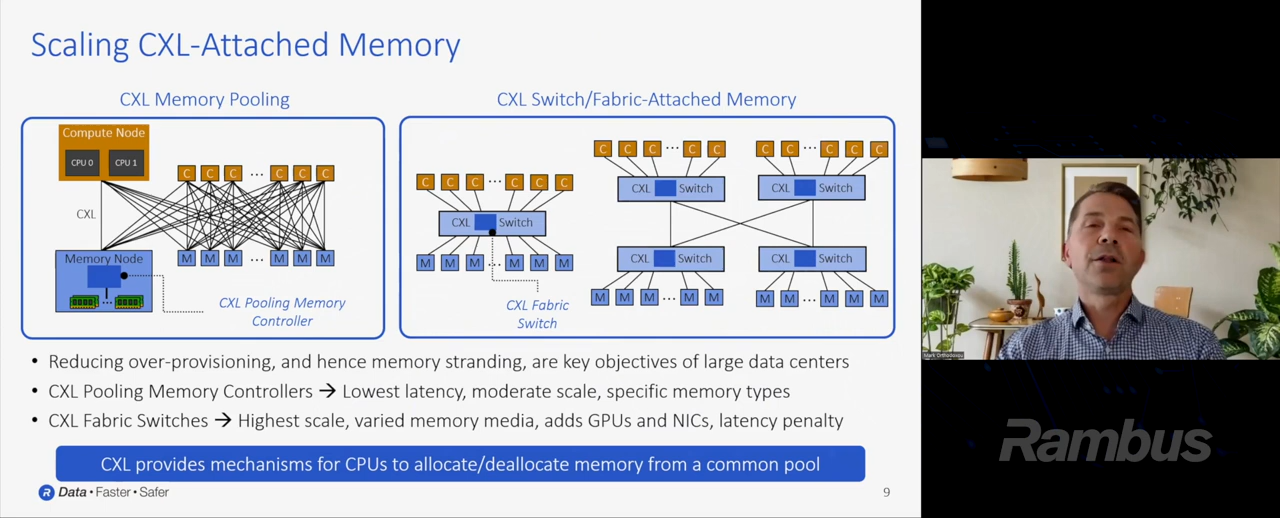 Scaling CXL-Attached Memory
CXL Memory Pooling
Compute Node
CPU 0 CPU 1
C C C ... C C C
CXL
Memory Node
M M M ... M M M
CXL Pooling Memory
Controller
CXL Switch/Fabric-Attached Memory
C C C ... C C C
CXL Switch
M M M ... M M M
CXL Fabric
Switch
C C C ... C C
C C ... C C C
CXL Switch
CXL Switch
CXL Switch
CXL Switch
M M M ... M M
M M ... M M M
• Reducing over-provisioning, and hence memory stranding, are key objectives of large data centers
• CXL Pooling Memory Controllers → Lowest latency, moderate scale, specific memory types
• CXL Fabric Switches → Highest scale, varied memory media, adds GPUs and NICs, latency penalty
CXL provides mechanisms for CPUs to allocate/deallocate memory from a common pool
R Data • Faster • Safer
9
Rambus